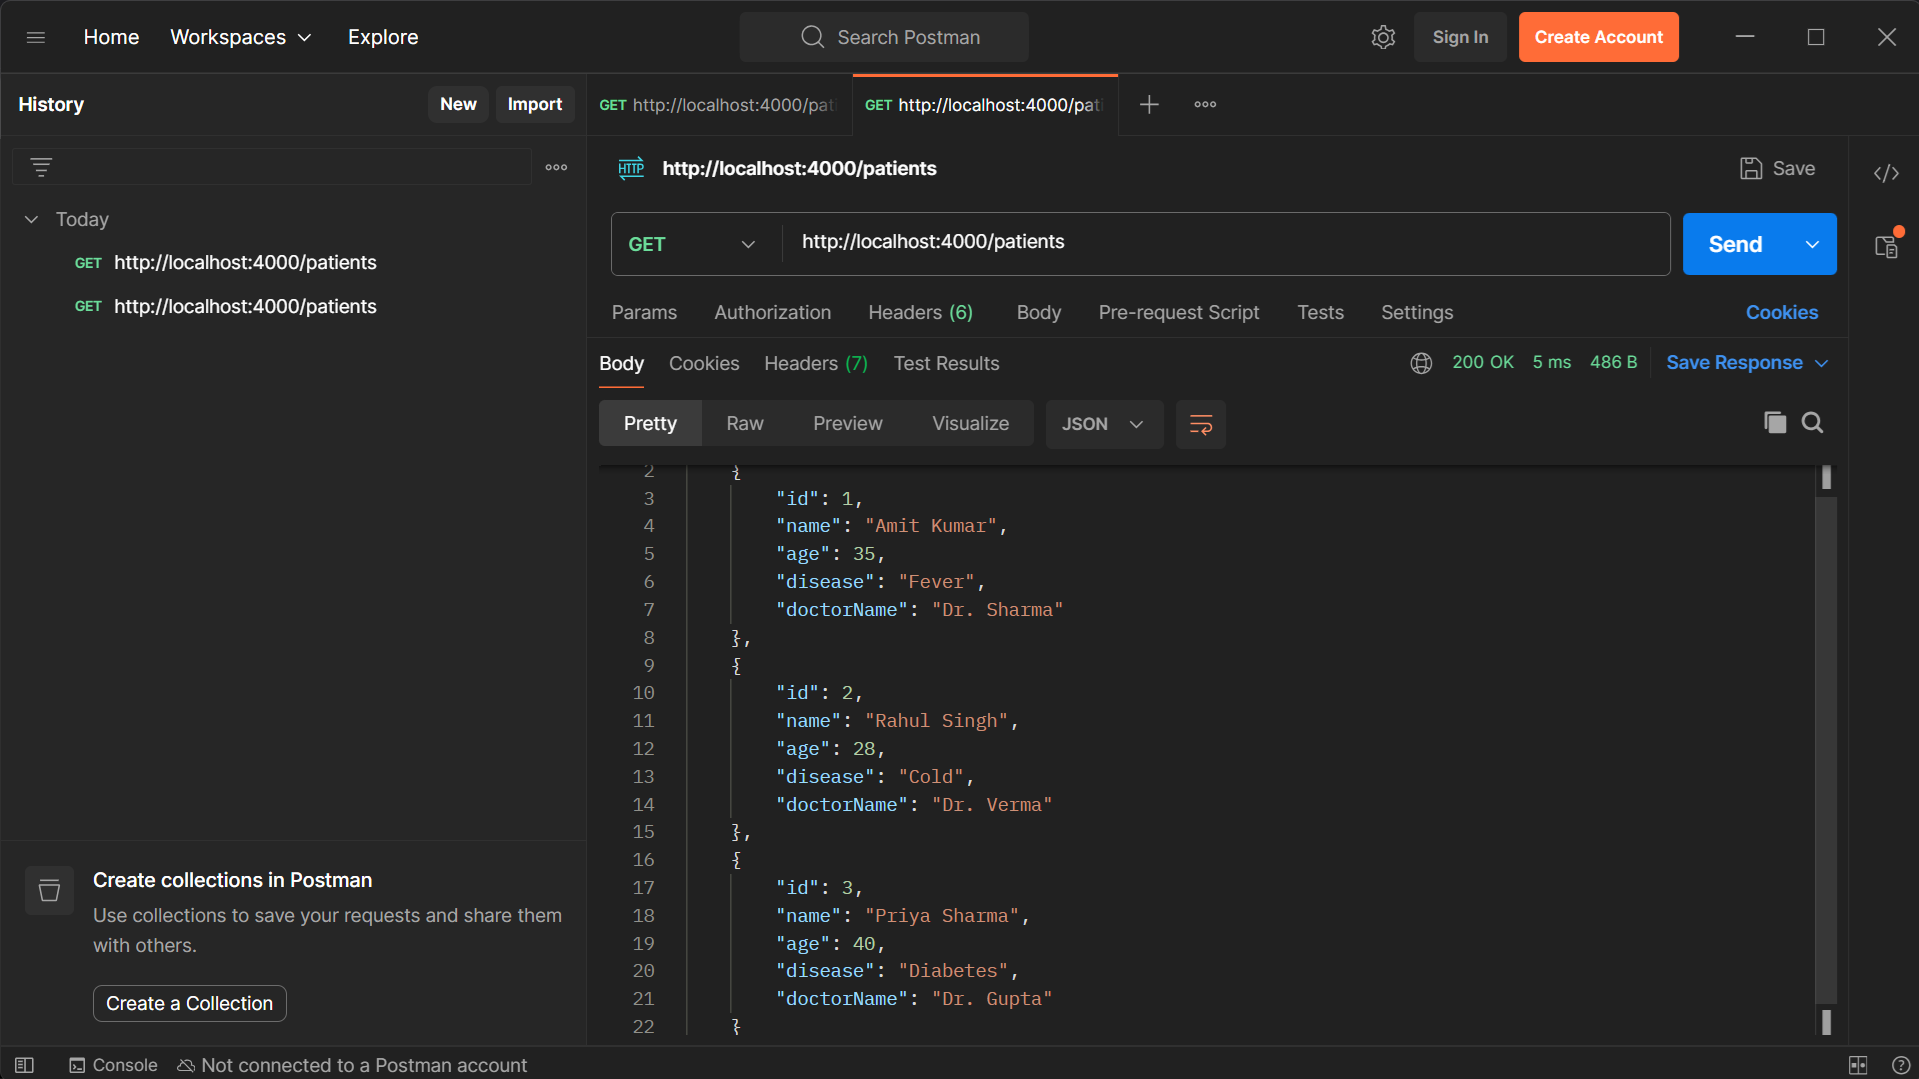 Home Workspaces Explore Search Postman Sign In Create Account
History New Import
GET http://localhost:4000/pati GET http://localhost:4000/pati
Today
GET http://localhost:4000/patients
GET http://localhost:4000/patients
Create collections in Postman
Use collections to save your requests and share them
with others.
Create a Collection
HTTP http://localhost:4000/patients Save
GET http://localhost:4000/patients Send
Params Authorization Headers (6) Body Pre-request Script Tests Settings Cookies
Body Cookies Headers (7) Test Results 200 OK 5 ms 486 B Save Response
Pretty Raw Preview Visualize JSON
2 {
3 "id": 1,
4 "name": "Amit Kumar",
5 "age": 35,
6 "disease": "Fever",
7 "doctorName": "Dr. Sharma"
8 },
9 {
10 "id": 2,
11 "name": "Rahul Singh",
12 "age": 28,
13 "disease": "Cold",
14 "doctorName": "Dr. Verma"
15 },
16 {
17 "id": 3,
18 "name": "Priya Sharma",
19 "age": 40,
20 "disease": "Diabetes",
21 "doctorName": "Dr. Gupta"
22 }
Console Not connected to a Postman account